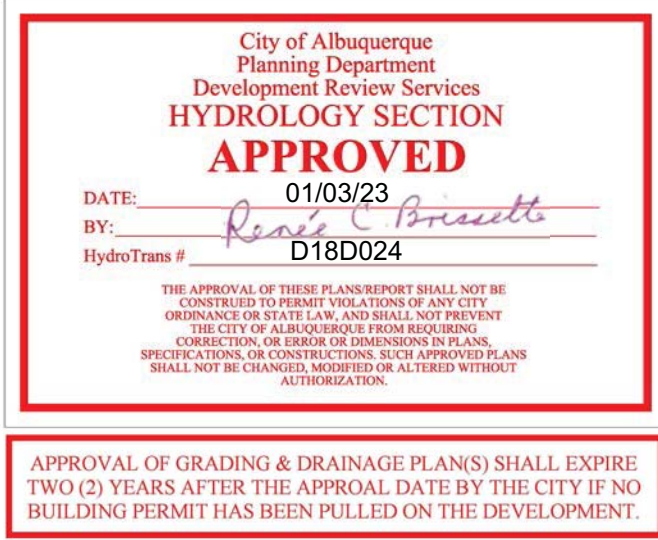 City of Albuquerque
Planning Department
Development Review Services
HYDROLOGY SECTION
APPROVED
DATE: 01/03/23
BY: Renée C. Brissette
HydroTrans # D18D024
THE APPROVAL OF THESE PLANS/REPORT SHALL NOT BE
CONSTRUED TO PERMIT VIOLATIONS OF ANY CITY
ORDINANCE OR STATE LAW, AND SHALL NOT PREVENT
THE CITY OF ALBUQUERQUE FROM REQUIRING
CORRECTION, OR ERROR OR DIMENSIONS IN PLANS,
SPECIFICATIONS, OR CONSTRUCTIONS. SUCH APPROVED PLANS
SHALL NOT BE CHANGED, MODIFIED OR ALTERED WITHOUT
AUTHORIZATION.
APPROVAL OF GRADING & DRAINAGE PLAN(S) SHALL EXPIRE
TWO (2) YEARS AFTER THE APPROAL DATE BY THE CITY IF NO
BUILDING PERMIT HAS BEEN PULLED ON THE DEVELOPMENT.